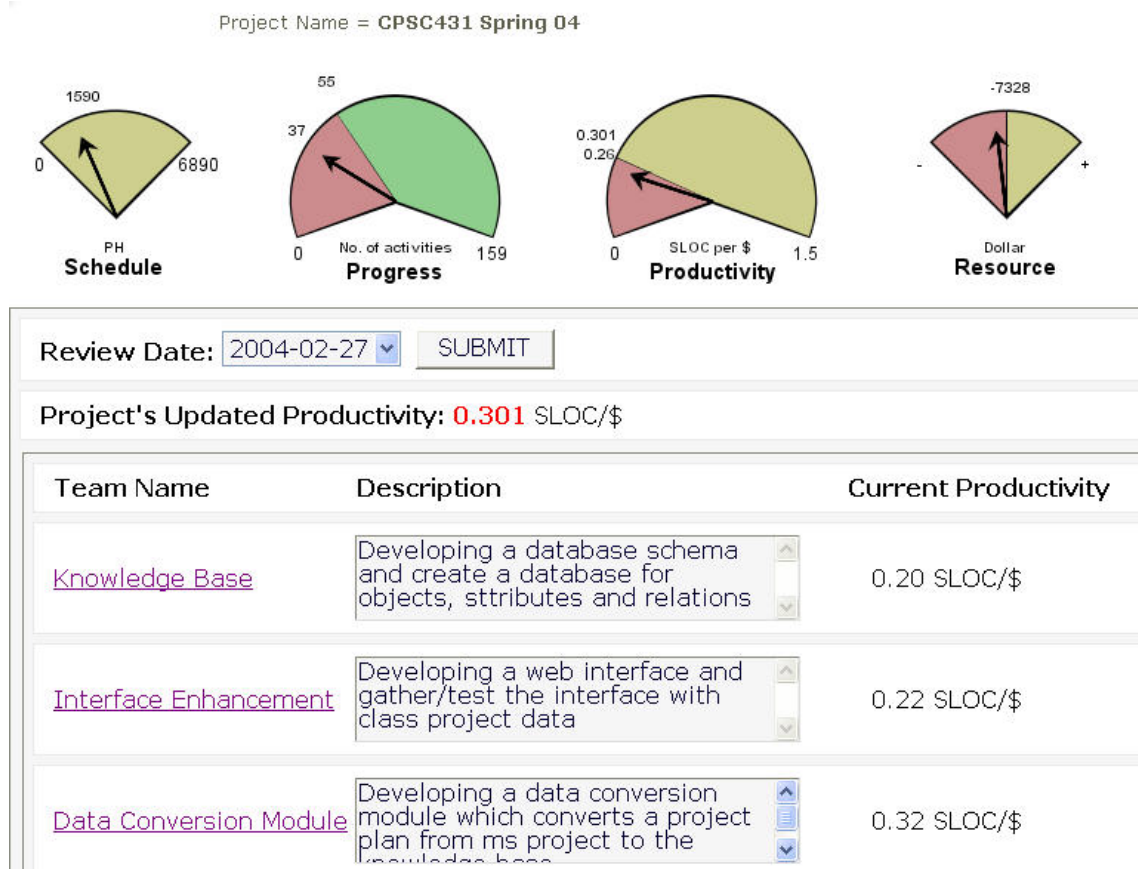 Project Name = CPSC431 Spring 04
1590
0
6890
PH
Schedule
55
37
0
159
No. of activities
Progress
0.301
0.26
0
1.5
SLOC per $
Productivity
-7328
-
+
Dollar
Resource
Review Date: 2004-02-27 SUBMIT
Project's Updated Productivity: 0.301 SLOC/$
Team Name Description Current Productivity
Knowledge Base
Developing a database schema
and create a database for
objects, sttributes and relations
0.20 SLOC/$
Interface Enhancement
Developing a web interface and
gather/test the interface with
class project data
0.22 SLOC/$
Data Conversion Module
Developing a data conversion
module which converts a project
plan from ms project to the
knowledge base
0.32 SLOC/$